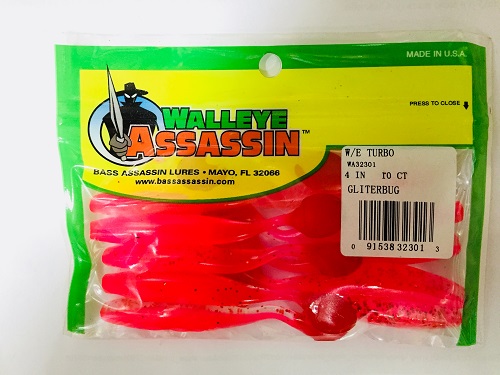 MADE IN U.S.A.
PRESS TO CLOSE
WALLEYE
ASSASSIN™
BASS ASSASSIN LURES • MAYO, FL 32066
www.bassassassin.com
W/E TURBO
WA32301
4 IN 10 CT
GLITERBUG
0 91538 32301 3